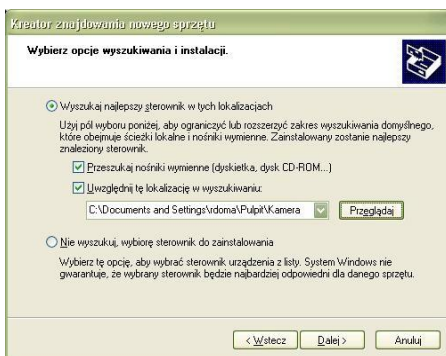 Kreator znajdowania nowego sprzętu
Wybierz opcje wyszukiwania i instalacji.
Wyszukaj najlepszy sterownik w tych lokalizacjach
Użyj pól wyboru poniżej, aby ograniczyć lub rozszerzyć zakres wyszukiwania domyślnego,
które obejmuje ścieżki lokalne i nośniki wymienne. Zainstalowany zostanie najlepszy
znaleziony sterownik.
Przeszukaj nośniki wymienne (dyskietka, dysk CD-ROM...)
Uwzględnij tę lokalizację w wyszukiwaniu:
C:\Documents and Settings\rdoma\Pulpit\Kamera Przeglądaj
Nie wyszukuj, wybiorę sterownik do zainstalowania
Wybierz tę opcję, aby wybrać sterownik urządzenia z listy. System Windows nie
gwarantuje, że wybrany sterownik będzie najbardziej odpowiedni dla danego sprzętu.
< Wstecz Dalej > Anuluj